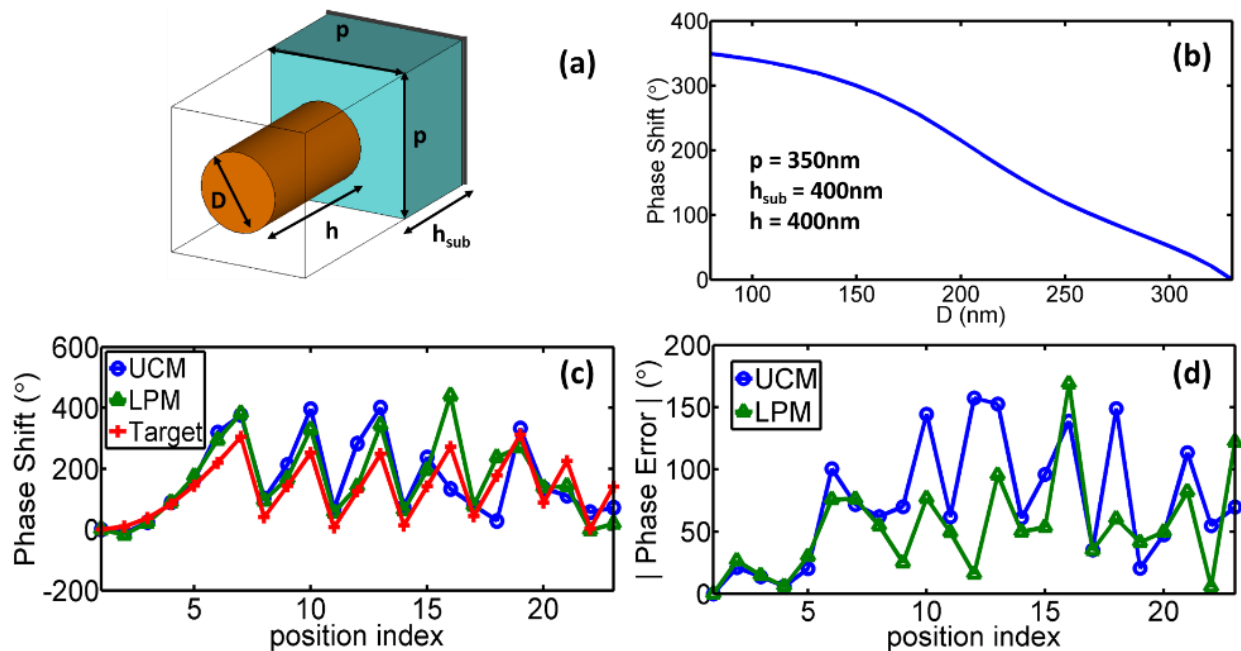 p
(a)
p
D
h
h_sub
400
300
200
100
0
Phase Shift (°)
(b)
p = 350nm
h_sub = 400nm
h = 400nm
100
150
200
250
300
D (nm)
600
400
200
0
-200
Phase Shift (°)
UCM
LPM
Target
(c)
5
10
15
20
position index
200
150
100
50
0
| Phase Error | (°)
UCM
LPM
(d)
5
10
15
20
position index